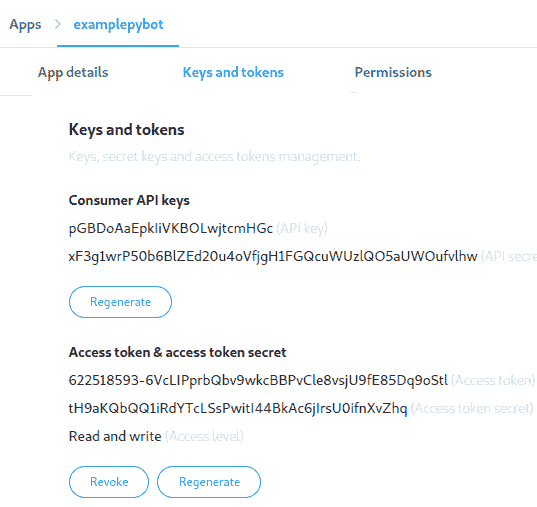 Apps > examplepybot
App details Keys and tokens Permissions
Keys and tokens
Keys, secret keys and access tokens management.
Consumer API keys
pGBDoAaEpkliVKBOLwjtcmHGc (API key)
xF3g1wrP50b6BlZEd20u4oVfjgH1FGQcuWUzlQO5aUWOufvlhw (API secre
Regenerate
Access token & access token secret
622518593-6VcLIPprbQbv9wkcBBPvCle8vsjU9fE85Dq9oStl (Access token)
tH9aKQbQQ1iRdYTcLSsPwitl44BkAc6jIrsU0ifnXvZhq (Access token secret)
Read and write (Access level)
Revoke Regenerate